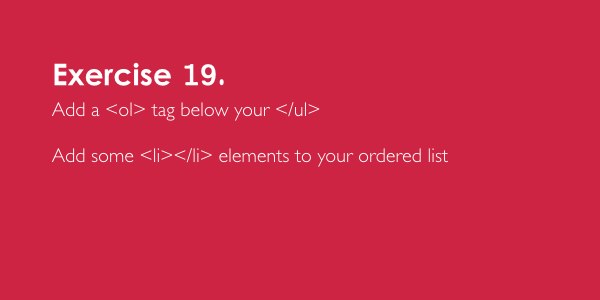 Exercise 19.
Add a <ol> tag below your </ul>
Add some <li></li> elements to your ordered list